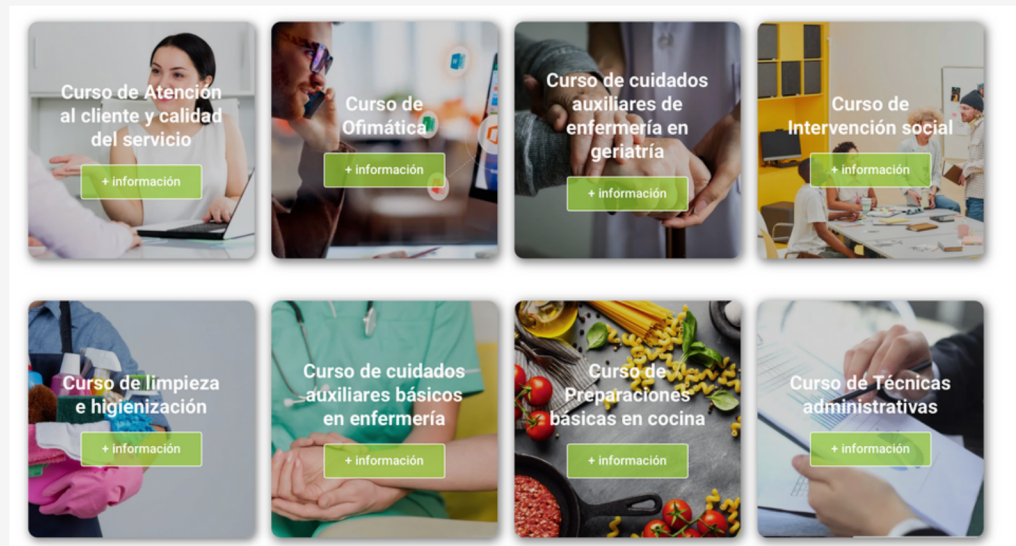 Curso de Atención
al cliente y calidad
del servicio
+ información
Curso de
Ofimática
+ información
Curso de cuidados
auxiliares de
enfermería en
geriatría
+ información
Curso de
Intervención social
+ información
Curso de limpieza
e higienización
+ información
Curso de cuidados
auxiliares básicos
en enfermería
+ información
Curso de
Preparaciones
básicas en cocina
+ información
Curso de Técnicas
administrativas
+ información